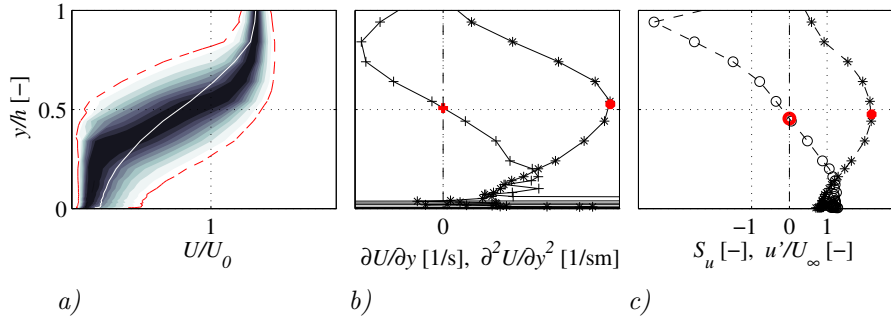 1
0.5
0
y/h [-]
1
U/U₀
0
∂U/∂y [1/s], ∂²U/∂y² [1/sm]
−1 0 1
Sᵤ [-], u'/U∞ [-]
a) b) c)